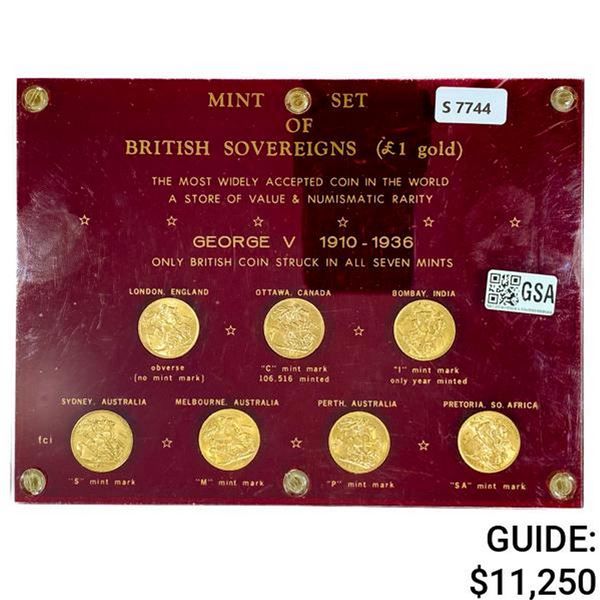 MINT SET
OF
BRITISH SOVEREIGNS (£1 gold)
S 7744
THE MOST WIDELY ACCEPTED COIN IN THE WORLD
A STORE OF VALUE & NUMISMATIC RARITY
GEORGE V 1910-1936
ONLY BRITISH COIN STRUCK IN ALL SEVEN MINTS
GSA
LONDON, ENGLAND
obverse
(no mint mark)
OTTAWA, CANADA
"C" mint mark
106,516 minted
BOMBAY, INDIA
"I" mint mark
only year minted
SYDNEY, AUSTRALIA
"S" mint mark
MELBOURNE, AUSTRALIA
"M" mint mark
PERTH, AUSTRALIA
"P" mint mark
PRETORIA, SO. AFRICA
"SA" mint mark
fci
GUIDE:
$11,250